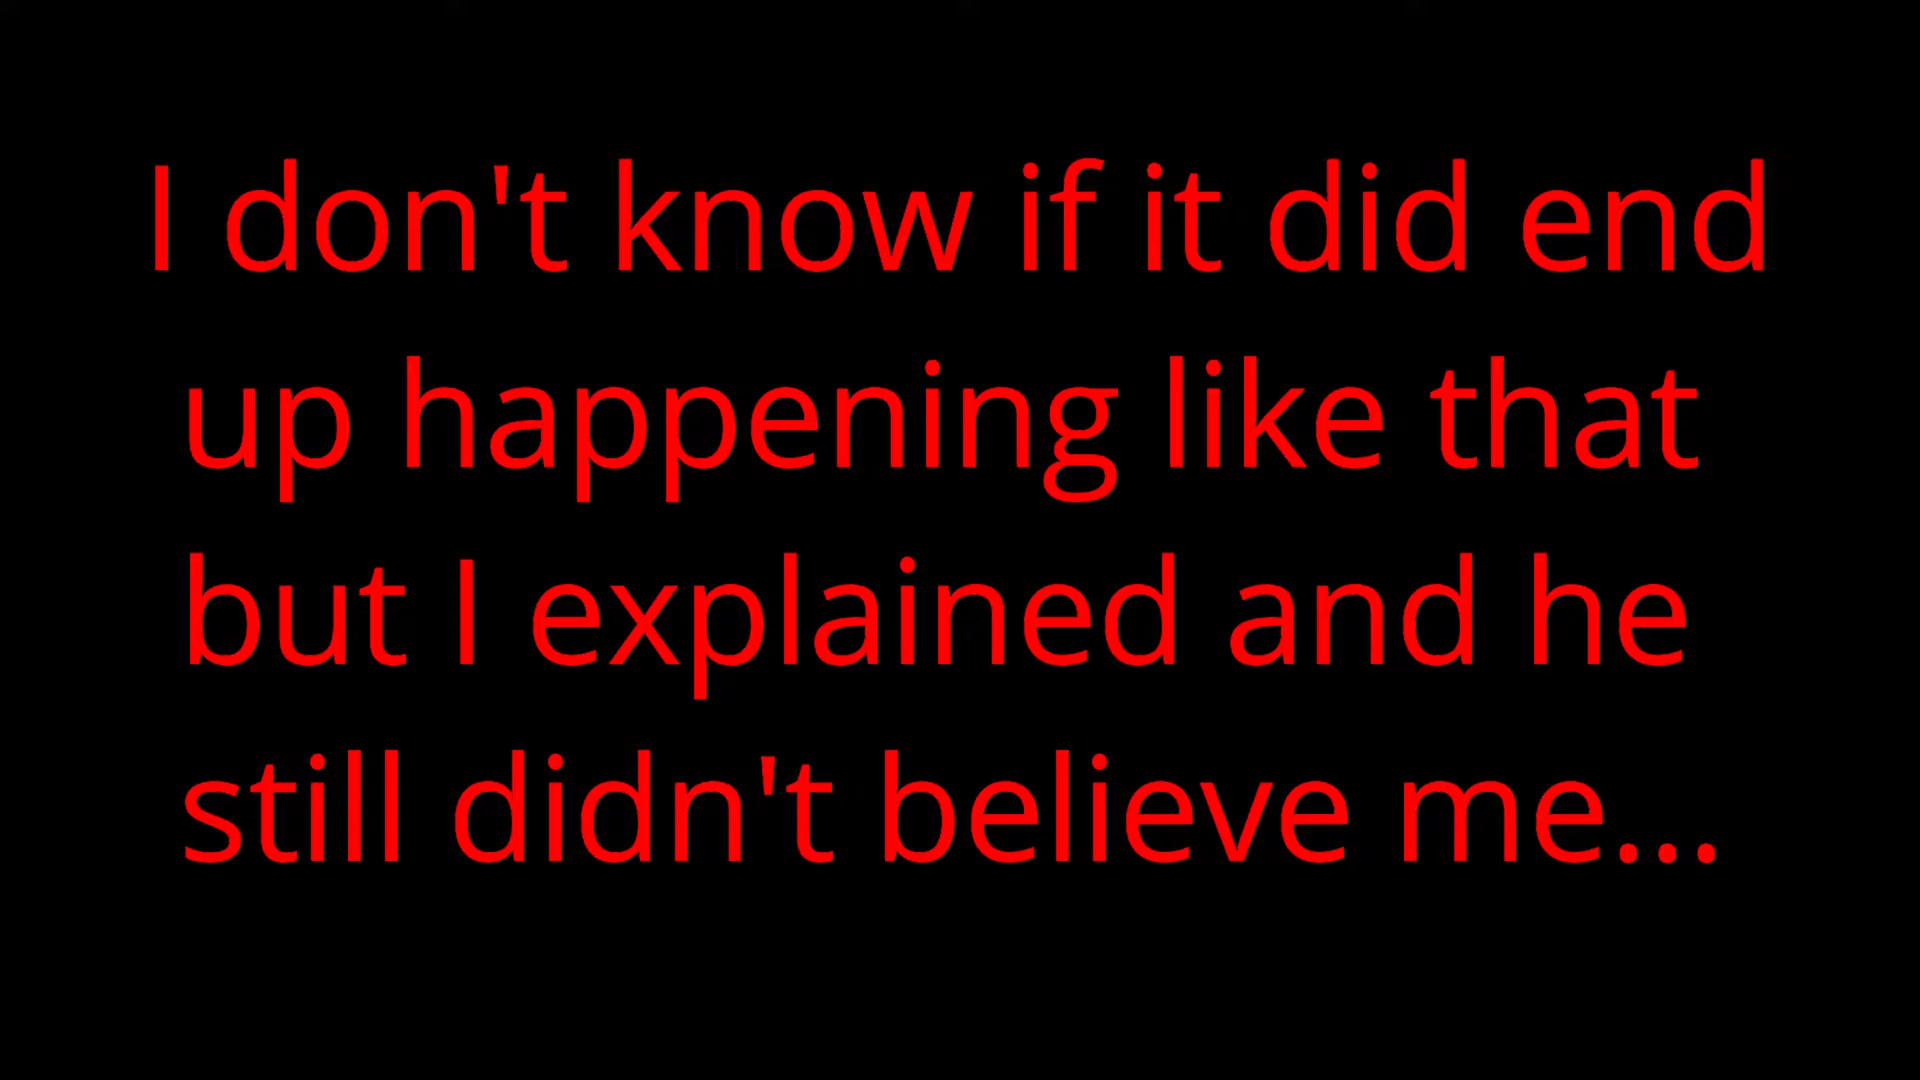 I don't know if it did end
up happening like that
but I explained and he
still didn't believe me...